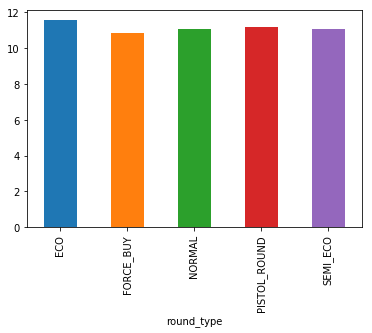 12
10
8
6
4
2
0
ECO
FORCE_BUY
NORMAL
PISTOL_ROUND
SEMI_ECO
round_type